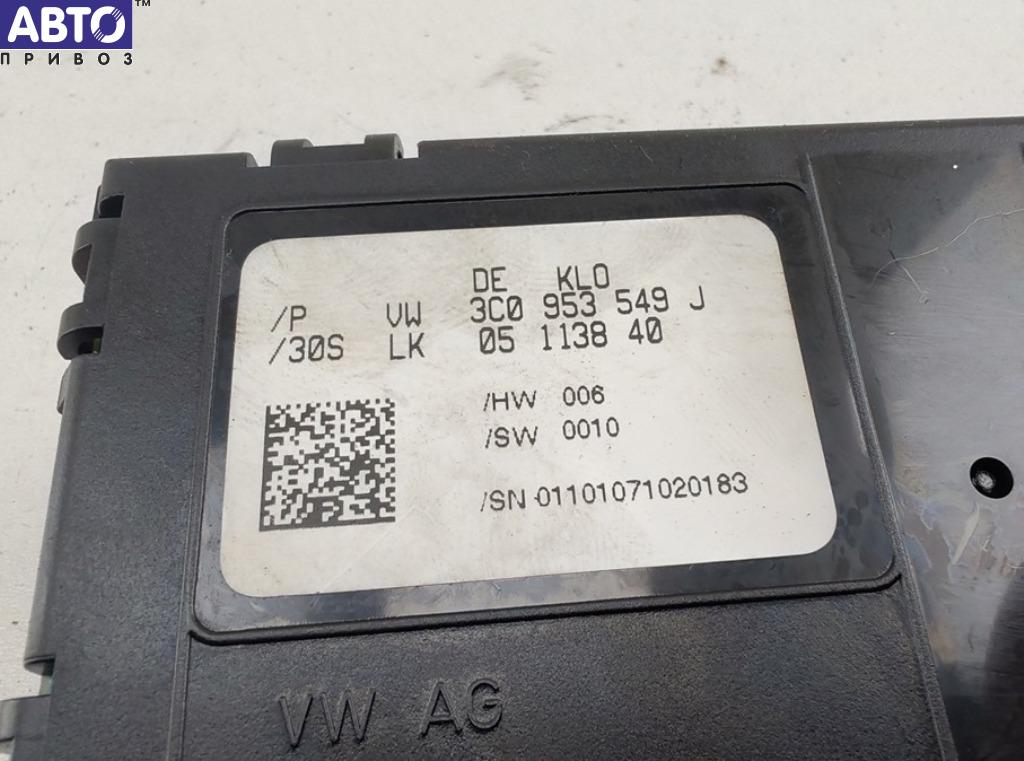 АВТО™
ПРИВОЗ
DE KLO
/P VW 3C0 953 549 J
/30S LK 05 1138 40
/HW 006
/SW 0010
/SN 01101071020183
VW AG